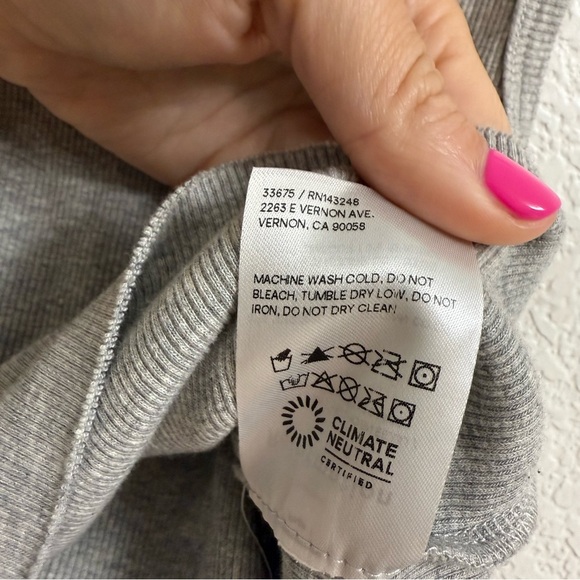 33675 / RN143248
2263 E VERNON AVE.
VERNON, CA 90058
MACHINE WASH COLD, DO NOT
BLEACH, TUMBLE DRY LOW, DO NOT
IRON, DO NOT DRY CLEAN
CLIMATE
NEUTRAL
CERTIFIED